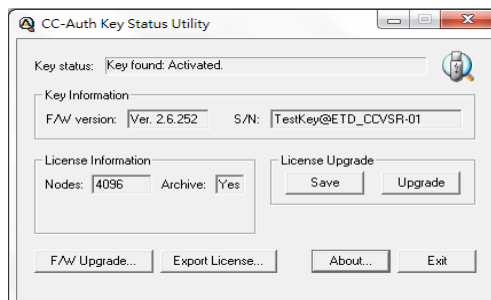 CC-Auth Key Status Utility
Key status: Key found: Activated.
Key Information
F/W version: Ver. 2.6.252 S/N: TestKey@ETD_CCVSR-01
License Information License Upgrade
Nodes: 4096 Archive: Yes Save Upgrade
F/W Upgrade... Export License... About... Exit